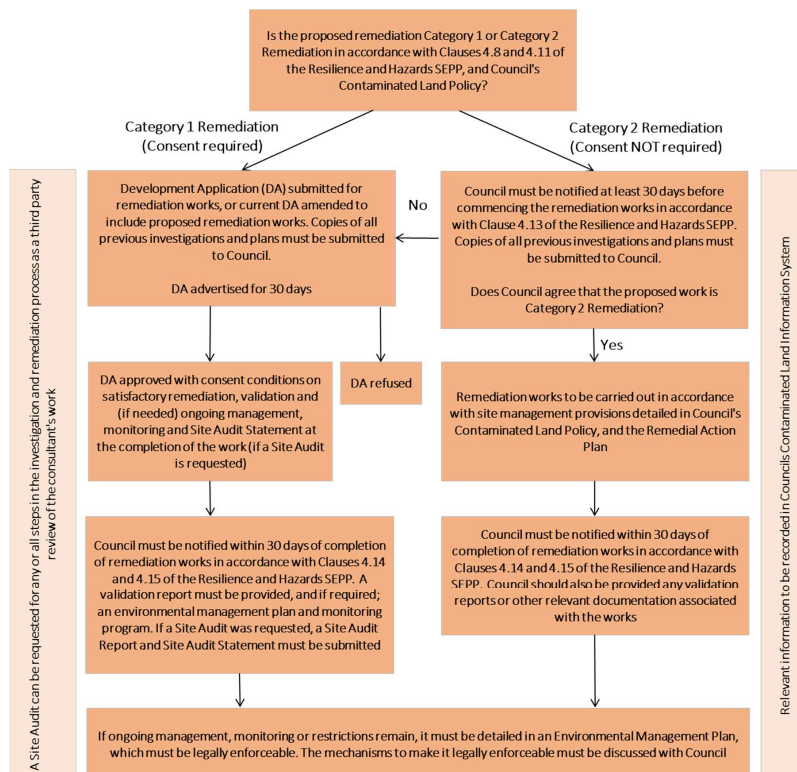 Is the proposed remediation Category 1 or Category 2
Remediation in accordance with Clauses 4.8 and 4.11 of
the Resilience and Hazards SEPP, and Council's
Contaminated Land Policy?
Category 1 Remediation
(Consent required)
Category 2 Remediation
(Consent NOT required)
A Site Audit can be requested for any or all steps in the investigation and remediation process as a third party
review of the consultant's work
Development Application (DA) submitted for
remediation works, or current DA amended to
include proposed remediation works. Copies of all
previous investigations and plans must be submitted
to Council.
DA advertised for 30 days
No
Council must be notified at least 30 days before
commencing the remediation works in accordance
with Clause 4.13 of the Resilience and Hazards SEPP.
Copies of all previous investigations and plans must
be submitted to Council.
Does Council agree that the proposed work is
Category 2 Remediation?
Relevant information to be recorded in Councils Contaminated Land Information System
Yes
DA approved with consent conditions on
satisfactory remediation, validation and
(if needed) ongoing management,
monitoring and Site Audit Statement at
the completion of the work (if a Site Audit
is requested)
DA refused
Remediation works to be carried out in accordance
with site management provisions detailed in Council's
Contaminated Land Policy, and the Remedial Action
Plan
Council must be notified within 30 days of completion
of remediation works in accordance with Clauses 4.14
and 4.15 of the Resilience and Hazards SEPP. A
validation report must be provided, and if required;
an environmental management plan and monitoring
program. If a Site Audit was requested, a Site Audit
Report and Site Audit Statement must be submitted
Council must be notified within 30 days of
completion of remediation works in accordance with
Clauses 4.14 and 4.15 of the Resilience and Hazards
SEPP. Council should also be provided any validation
reports or other relevant documentation associated
with the works
If ongoing management, monitoring or restrictions remain, it must be detailed in an Environmental Management Plan,
which must be legally enforceable. The mechanisms to make it legally enforceable must be discussed with Council